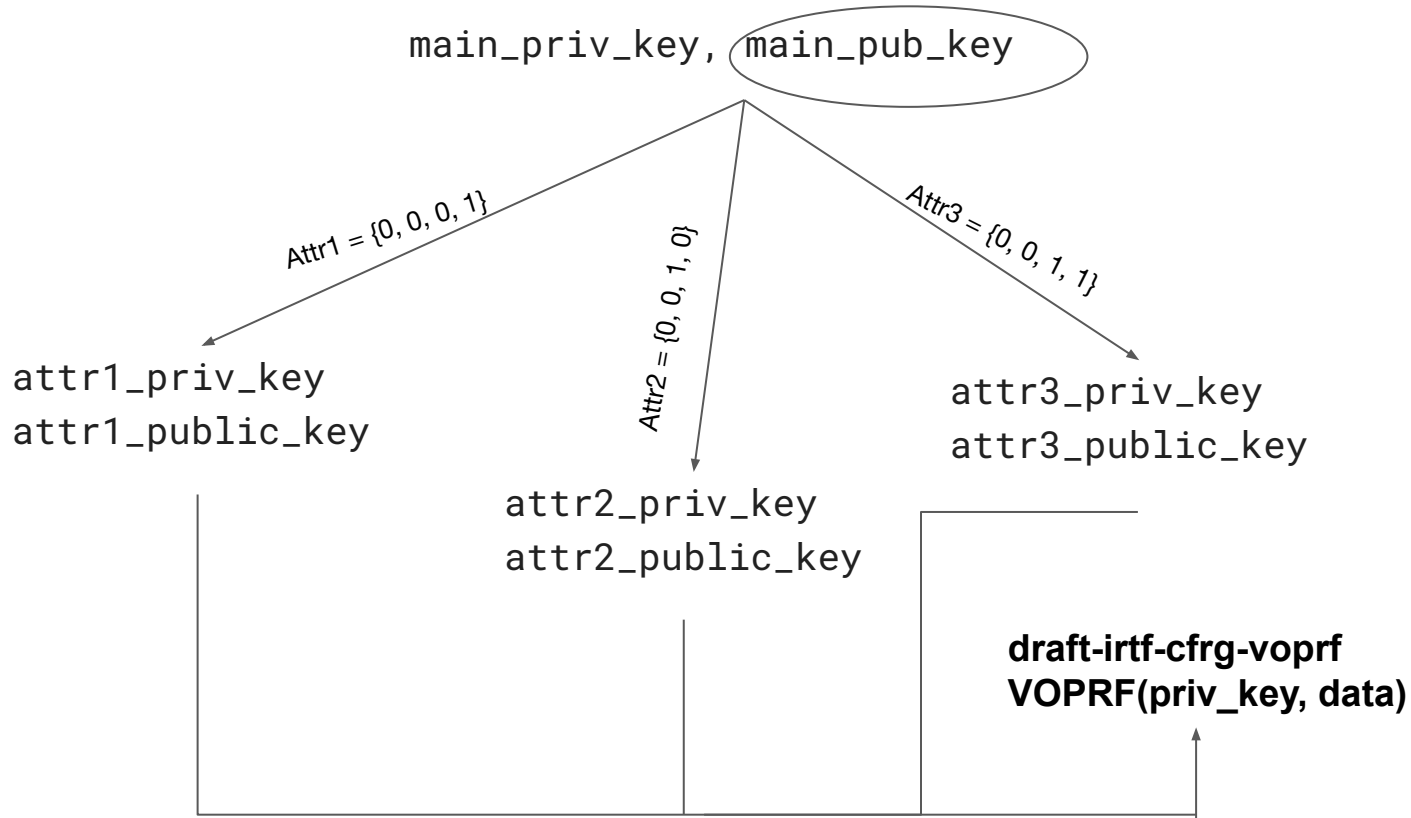 main_priv_key, main_pub_key
Attr1 = {0, 0, 0, 1}
Attr2 = {0, 0, 1, 0}
Attr3 = {0, 0, 1, 1}
attr1_priv_key
attr1_public_key
attr3_priv_key
attr3_public_key
attr2_priv_key
attr2_public_key
draft-irtf-cfrg-voprf
VOPRF(priv_key, data)